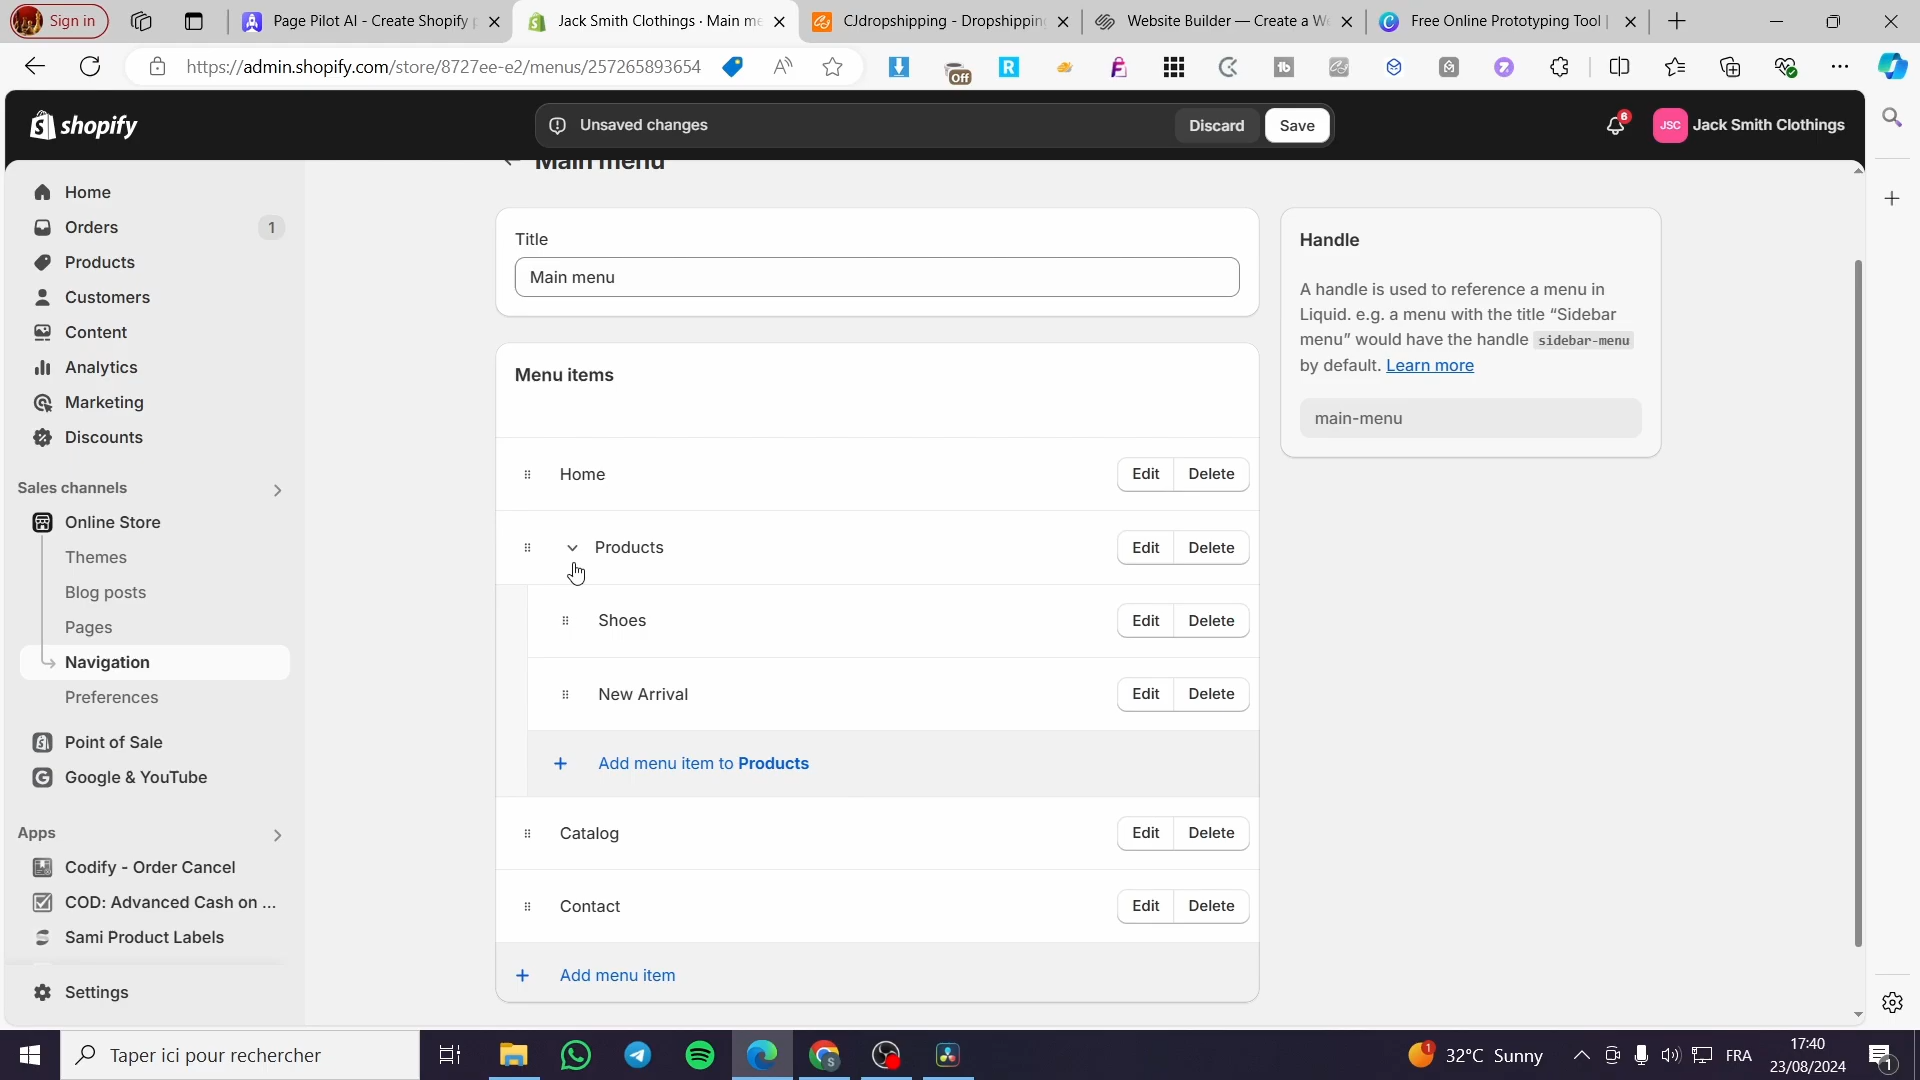 Sign in
Page Pilot AI - Create Shopify p
Jack Smith Clothings · Main me
CJdropshipping - Dropshippin
Website Builder — Create a W
Free Online Prototyping Tool |
https://admin.shopify.com/store/8727ee-e2/menus/257265893654
Off
shopify
Unsaved changes
Discard
Save
6
JSC
Jack Smith Clothings
Main menu
Home
Orders
1
Products
Customers
Content
Analytics
Marketing
Discounts
Sales channels
Online Store
Themes
Blog posts
Pages
Navigation
Preferences
Point of Sale
Google & YouTube
Apps
Codify - Order Cancel
COD: Advanced Cash on ...
Sami Product Labels
Settings
Title
Main menu
Menu items
Home
Edit
Delete
Products
Edit
Delete
Shoes
Edit
Delete
New Arrival
Edit
Delete
Add menu item to Products
Catalog
Edit
Delete
Contact
Edit
Delete
Add menu item
Handle
A handle is used to reference a menu in
Liquid. e.g. a menu with the title “Sidebar
menu” would have the handle sidebar-menu
by default. Learn more
main-menu
Taper ici pour rechercher
1
32°C Sunny
FRA
17:40
23/08/2024
1